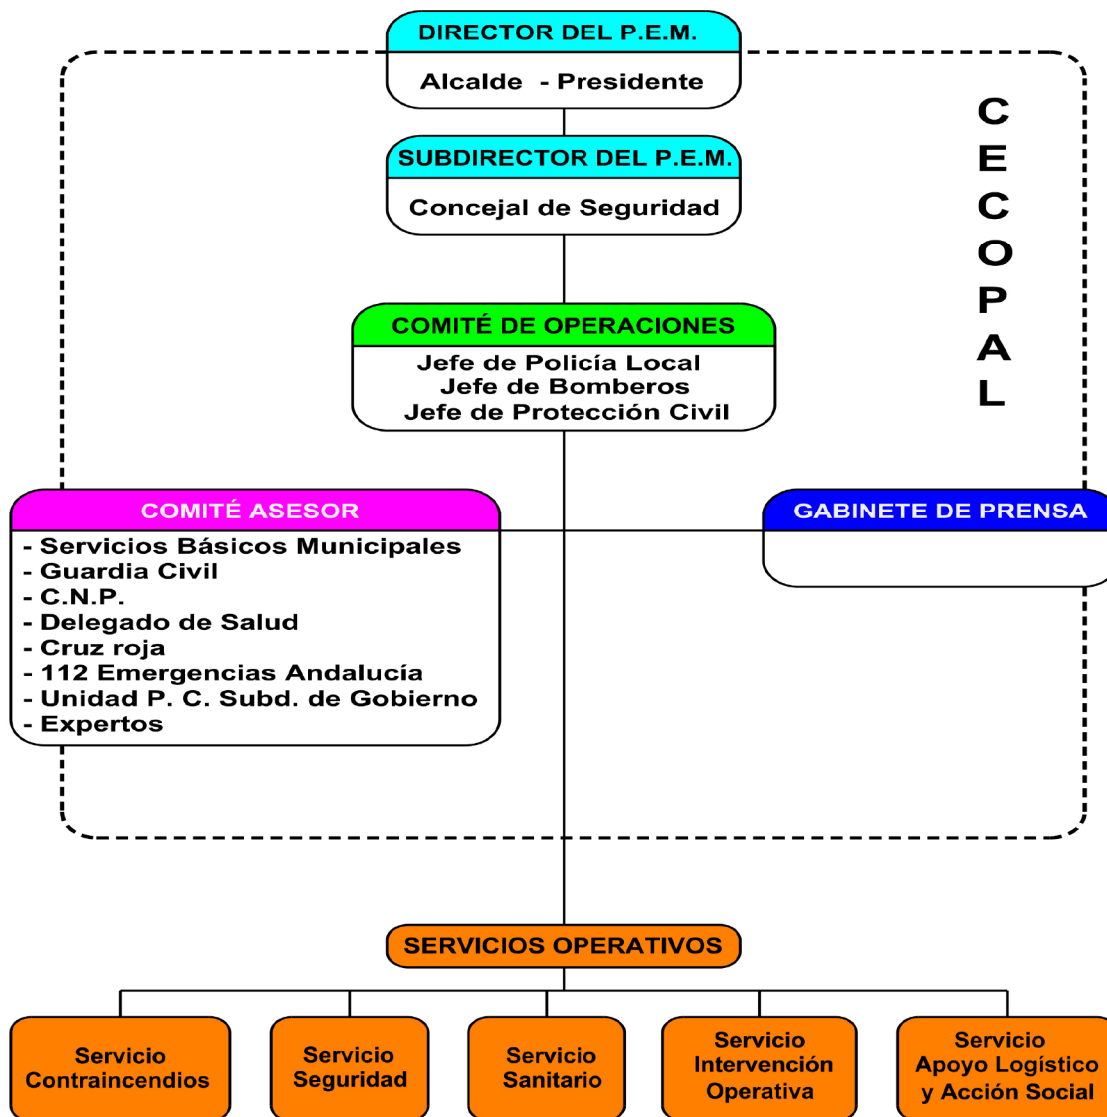 DIRECTOR DEL P.E.M.
Alcalde - Presidente
SUBDIRECTOR DEL P.E.M.
Concejal de Seguridad
CECOPAL
COMITÉ DE OPERACIONES
Jefe de Policía Local
Jefe de Bomberos
Jefe de Protección Civil
COMITÉ ASESOR
- Servicios Básicos Municipales
- Guardia Civil
- C.N.P.
- Delegado de Salud
- Cruz roja
- 112 Emergencias Andalucía
- Unidad P. C. Subd. de Gobierno
- Expertos
GABINETE DE PRENSA
SERVICIOS OPERATIVOS
Servicio
Contraincendios
Servicio
Seguridad
Servicio
Sanitario
Servicio
Intervención
Operativa
Servicio
Apoyo Logístico
y Acción Social